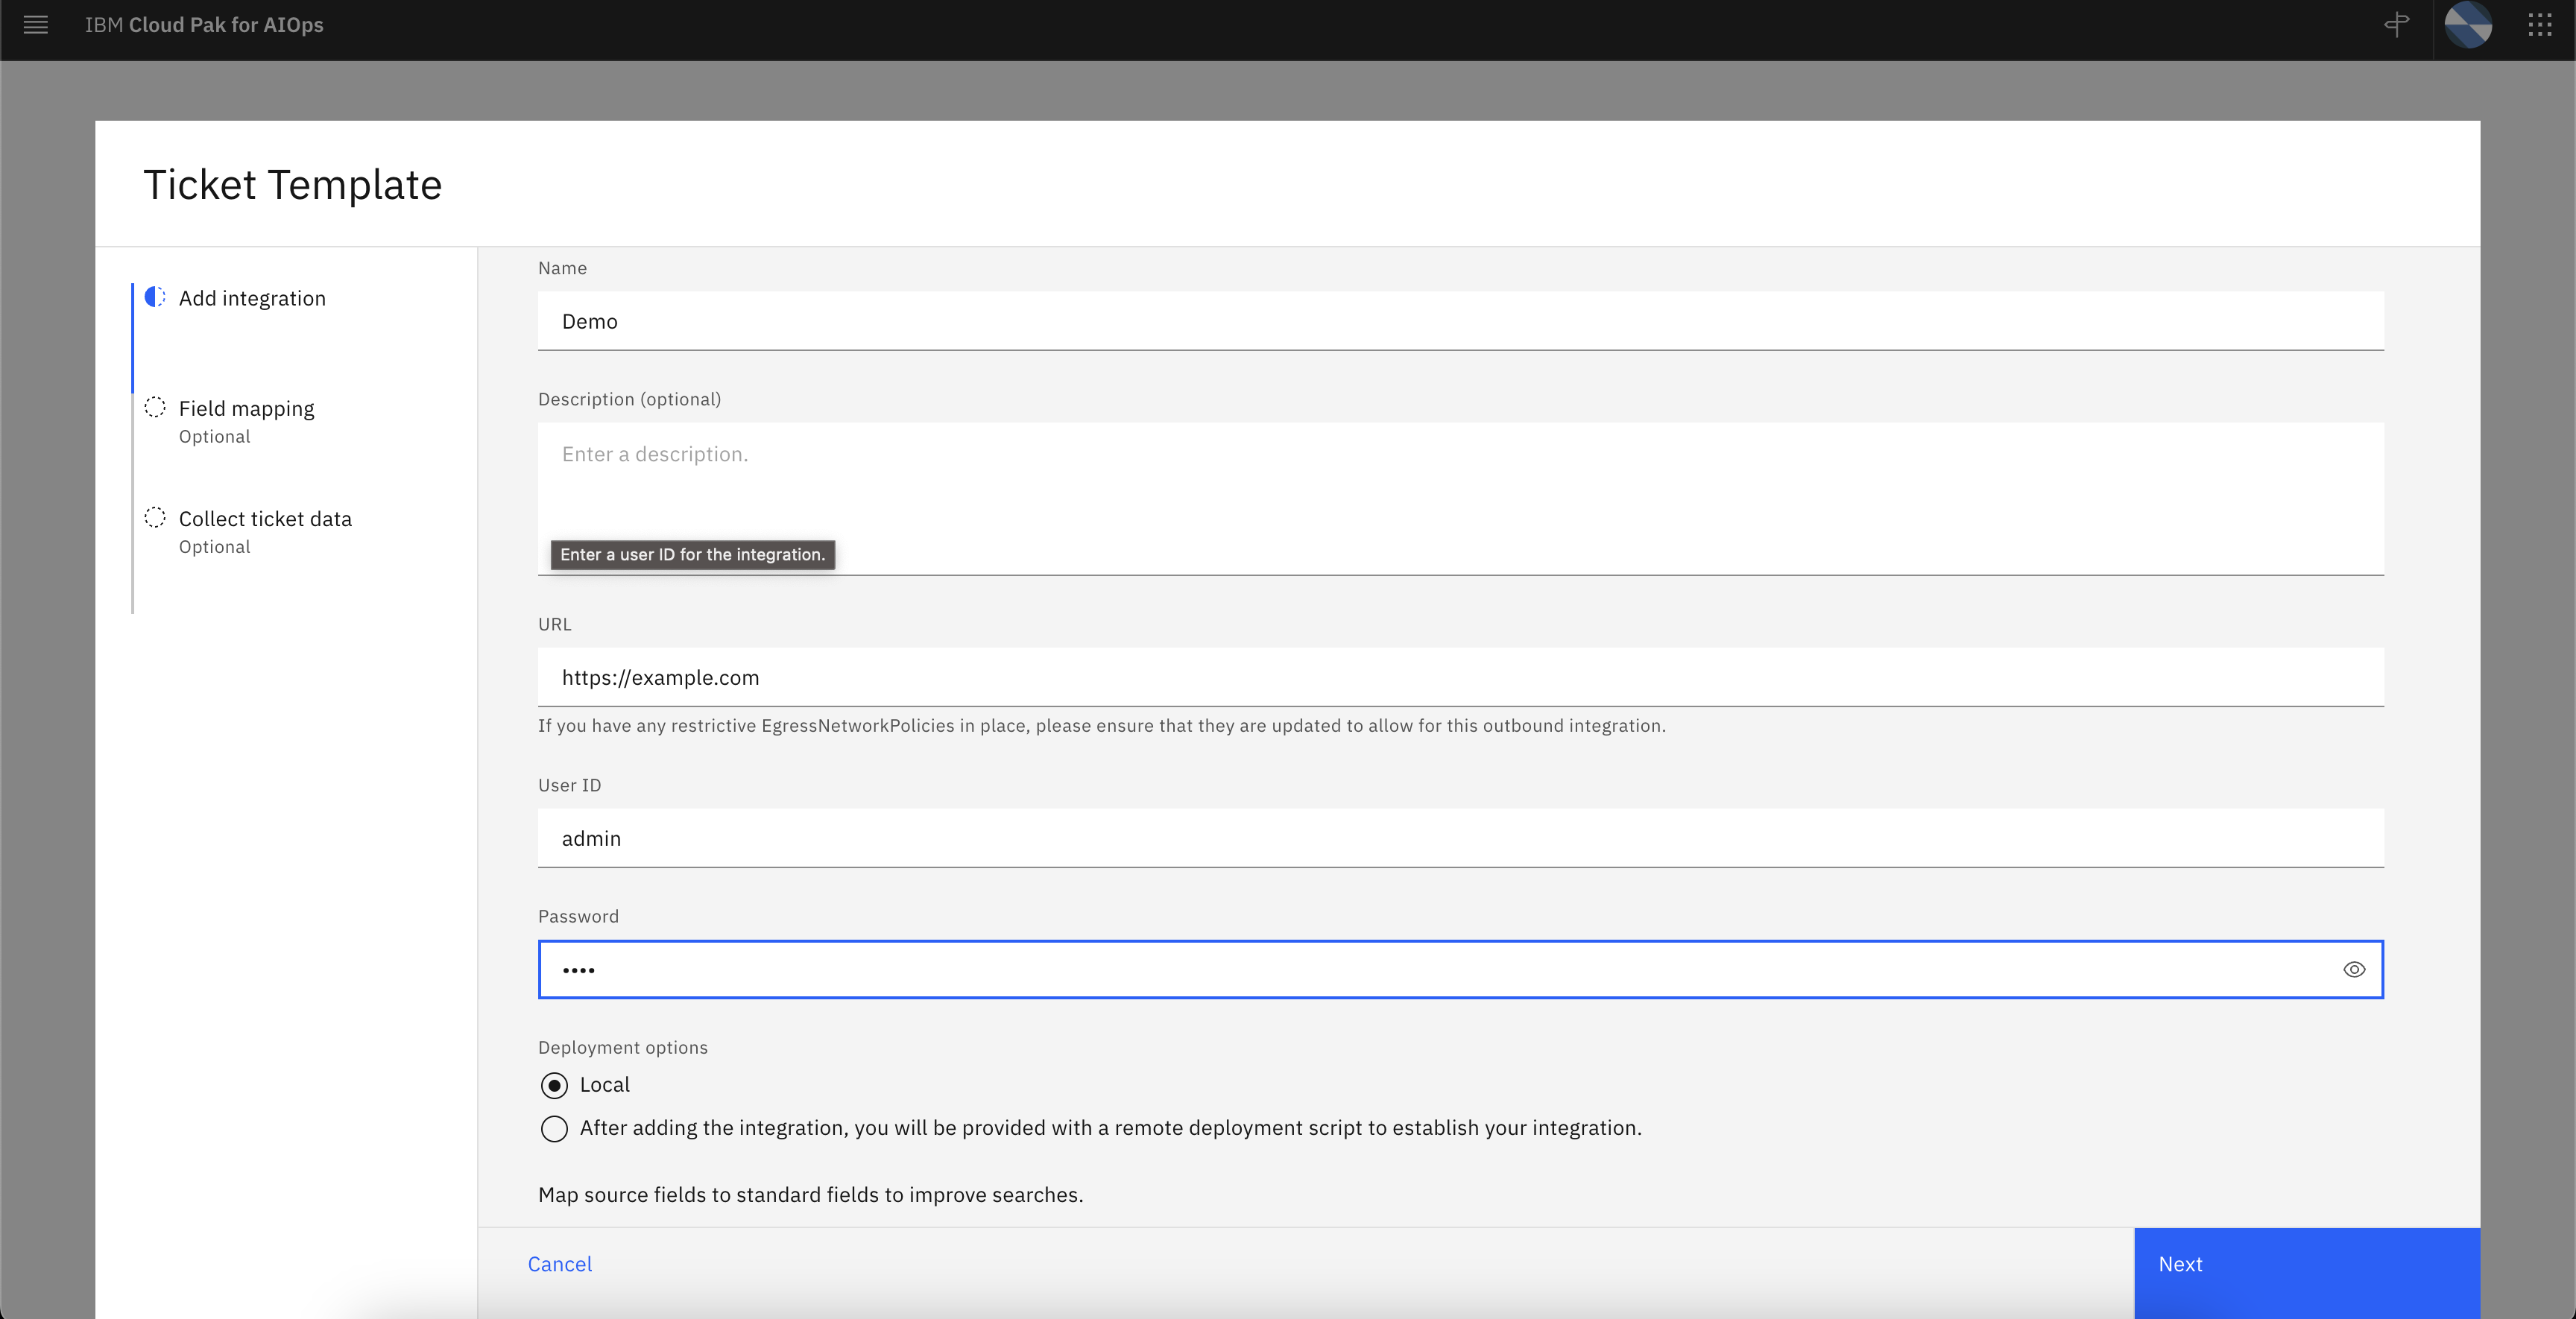 IBM Cloud Pak for AIOps
Ticket Template
Add integration
Field mapping
Optional
Collect ticket data
Optional
Name
Demo
Description (optional)
Enter a description.
Enter a user ID for the integration.
URL
https://example.com
If you have any restrictive EgressNetworkPolicies in place, please ensure that they are updated to allow for this outbound integration.
User ID
admin
Password
••••
Deployment options
Local
After adding the integration, you will be provided with a remote deployment script to establish your integration.
Map source fields to standard fields to improve searches.
Cancel
Next